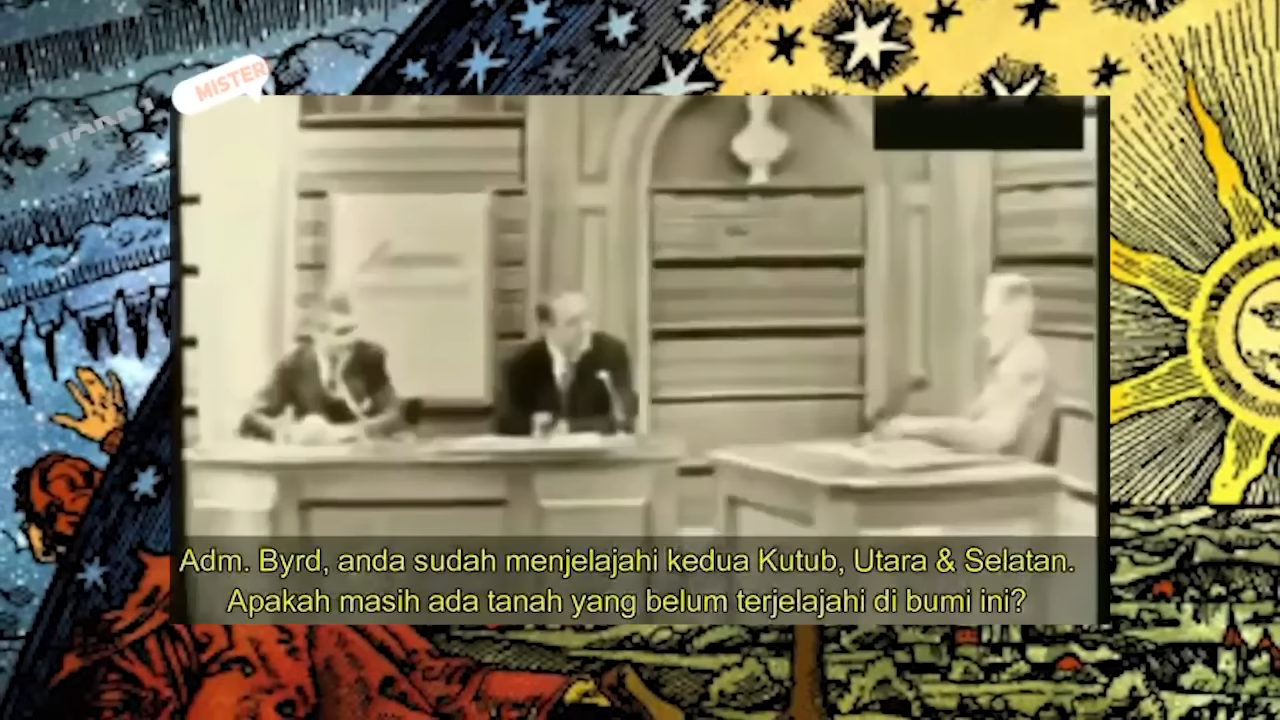 MISTER
Adm. Byrd, anda sudah menjelajahi kedua Kutub, Utara & Selatan.
Apakah masih ada tanah yang belum terjelajahi di bumi ini?